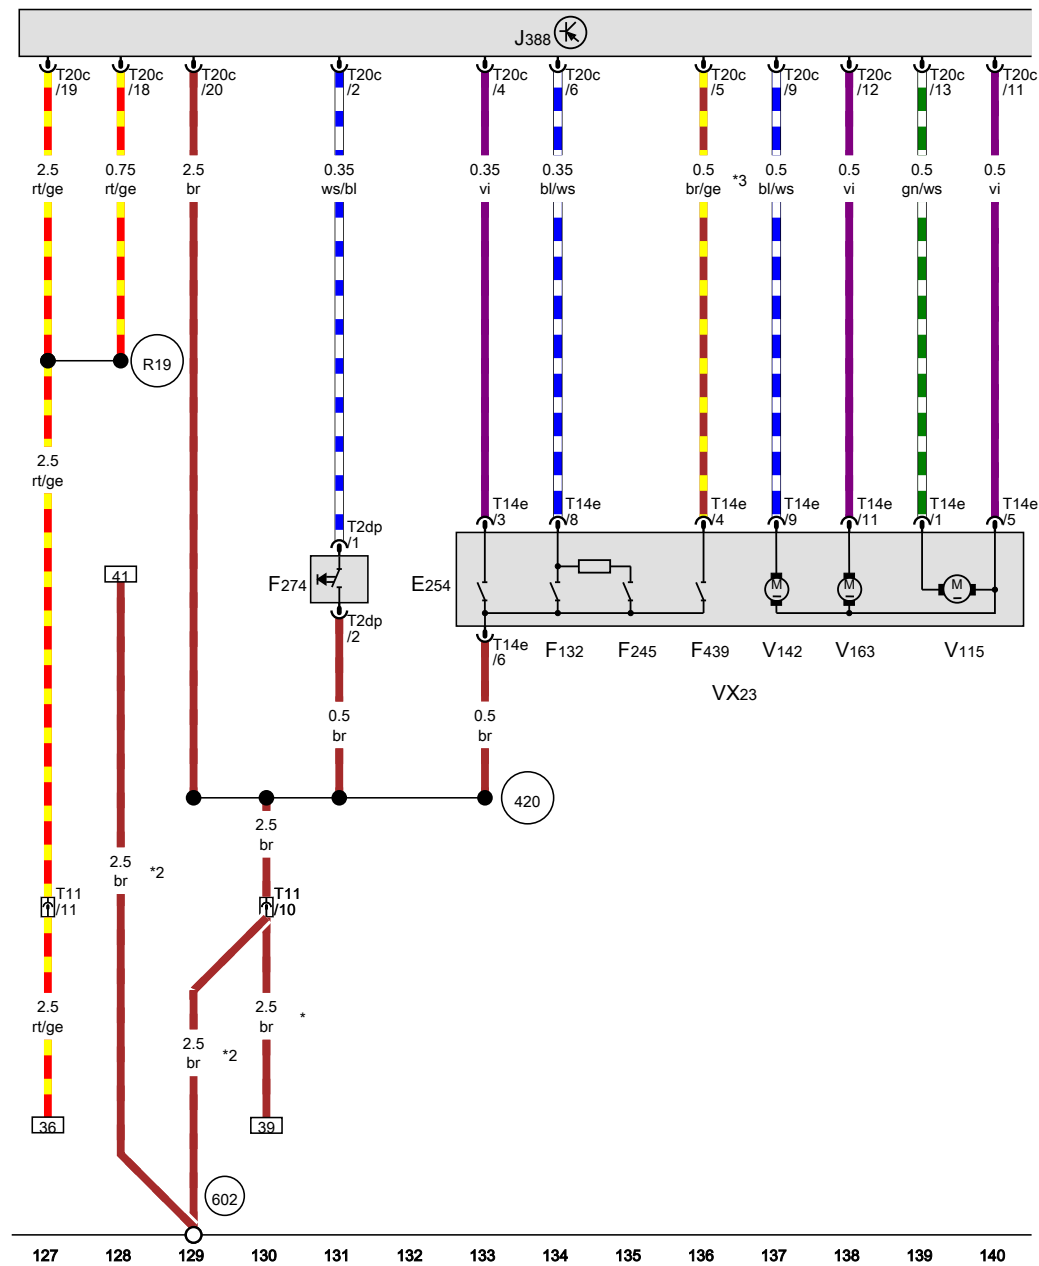 J388
T20c T20c T20c T20c T20c T20c T20c T20c T20c T20c T20c
/19 /18 /20 /2 /4 /6 /5 /9 /12 /13 /11
2.5 0.75 2.5 0.35 0.35 0.35 0.5 0.5 0.5 0.5 0.5
rt/ge rt/ge br ws/bl vi bl/ws br/ge *3 bl/ws vi gn/ws vi
R19
2.5
rt/ge
T14e T14e T14e T14e T14e T14e T14e
/3 /8 /4 /9 /11 /1 /5
T2dp
/1
41
F274
E254
M M M
T2dp
/2
T14e
/6
F132 F245 F439 V142 V163 V115
VX23
0.5 0.5
br br
420
2.5
br
2.5
br *2
T11 T11
/11 /10
2.5 2.5
rt/ge br *
2.5
br *2
36 39
602
127 128 129 130 131 132 133 134 135 136 137 138 139 140